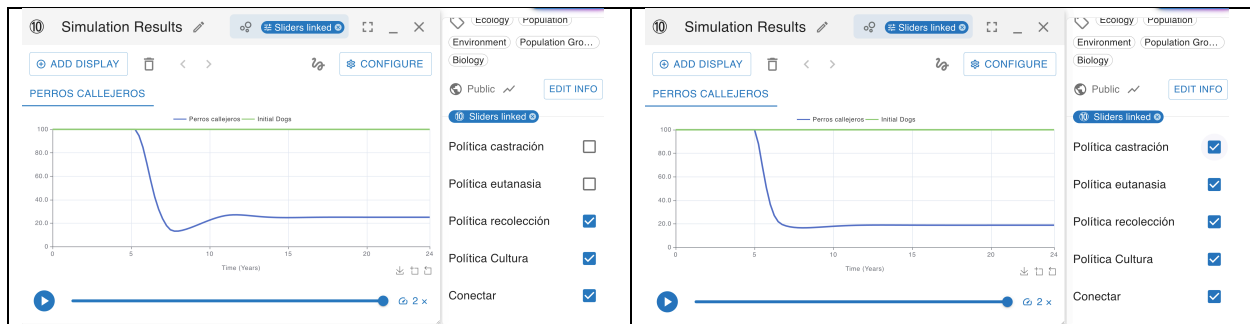 ⑩ Simulation Results Sliders linked
ADD DISPLAY CONFIGURE
PERROS CALLEJEROS
Perros callejeros Initial Dogs
100
80.0
60.0
40.0
20.0
0
0 5 10 15 20 24
Time (Years)
2 ×
Ecology Population
Environment Population Gro...
Biology
Public EDIT INFO
⑩ Sliders linked
Política castración
Política eutanasia
Política recolección
Política Cultura
Conectar
⑩ Simulation Results Sliders linked
ADD DISPLAY CONFIGURE
PERROS CALLEJEROS
Perros callejeros Initial Dogs
100
80.0
60.0
40.0
20.0
0
0 5 10 15 20 24
Time (Years)
2 ×
Ecology Population
Environment Population Gro...
Biology
Public EDIT INFO
⑩ Sliders linked
Política castración
Política eutanasia
Política recolección
Política Cultura
Conectar